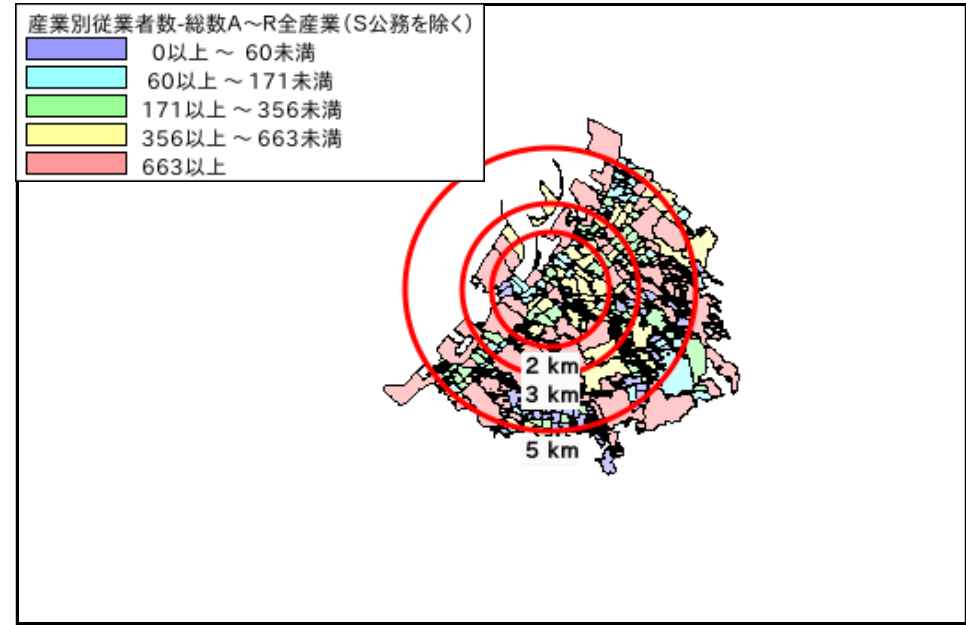 産業別従業者数-総数A～R全産業(S公務を除く)
0以上 ～ 60未満
60以上 ～ 171未満
171以上 ～ 356未満
356以上 ～ 663未満
663以上
2 km
3 km
5 km